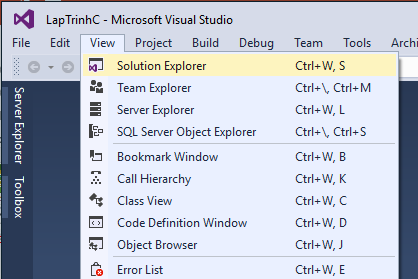 LapTrinhC - Microsoft Visual Studio
File Edit View Project Build Debug Team Tools Archi
Server Explorer
Toolbox
Solution Explorer Ctrl+W, S
Team Explorer Ctrl+\, Ctrl+M
Server Explorer Ctrl+W, L
SQL Server Object Explorer Ctrl+\, Ctrl+S
Bookmark Window Ctrl+W, B
Call Hierarchy Ctrl+W, K
Class View Ctrl+W, C
Code Definition Window Ctrl+W, D
Object Browser Ctrl+W, J
Error List Ctrl+W, E